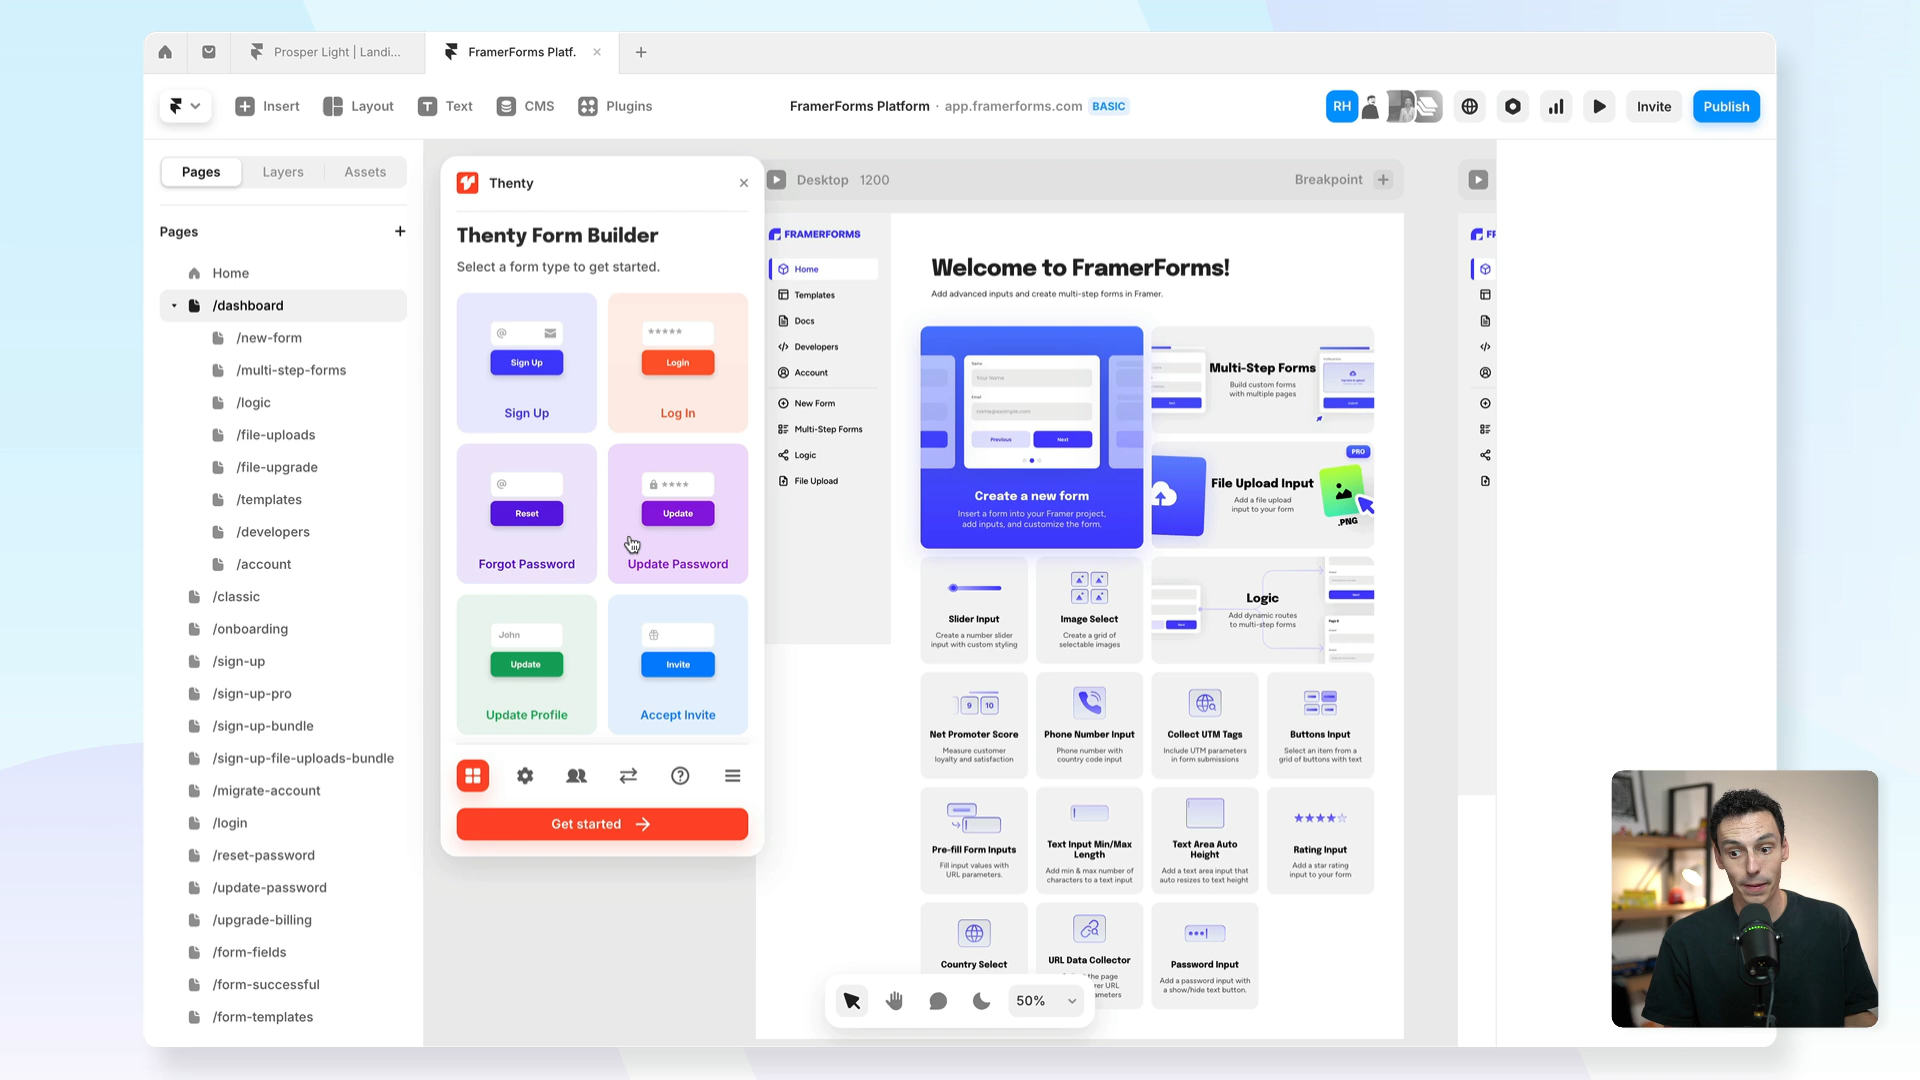 Prosper Light | Landi...
FramerForms Platf.
Insert
Layout
Text
CMS
Plugins
FramerForms Platform · app.framerforms.com BASIC
RH
Invite
Publish
Pages
Layers
Assets
Pages
Home
/dashboard
/new-form
/multi-step-forms
/logic
/file-uploads
/file-upgrade
/templates
/developers
/account
/classic
/onboarding
/sign-up
/sign-up-pro
/sign-up-bundle
/sign-up-file-uploads-bundle
/migrate-account
/login
/reset-password
/update-password
/upgrade-billing
/form-fields
/form-successful
/form-templates
Thenty
Thenty Form Builder
Select a form type to get started.
Sign Up
Sign Up
*****
Login
Log In
Reset
Forgot Password
****
Update
Update Password
John
Update
Update Profile
Invite
Accept Invite
Get started
Desktop 1200
Breakpoint
FRAMERFORMS
Home
Templates
Docs
Developers
Account
New Form
Multi-Step Forms
Logic
File Upload
Welcome to FramerForms!
Add advanced inputs and create multi-step forms in Framer.
Name
Your Name
Email
name@example.com
Previous
Next
Create a new form
Insert a form into your Framer project,
add inputs, and customize the form.
Multi-Step Forms
Build custom forms
with multiple pages
PRO
File Upload Input
Add a file upload
input to your form
.PNG
Slider Input
Create a number slider
input with custom styling
Image Select
Create a grid of
selectable images
Logic
Add dynamic routes
to multi-step forms
9 10
Net Promoter Score
Measure customer
loyalty and satisfaction
Phone Number Input
Phone number with
country code input
Collect UTM Tags
Include UTM parameters
in form submissions
Buttons Input
Select an item from a
grid of buttons with text
Pre-fill Form Inputs
Fill input values with
URL parameters.
Text Input Min/Max
Length
Add min & max number of
characters to a text input
Text Area Auto
Height
Add a text area input that
auto resizes to text height
Rating Input
Add a star rating
input to your form
Country Select
URL Data Collector
the page
URL
Password Input
Add a password input with
a show/hide text button.
50%